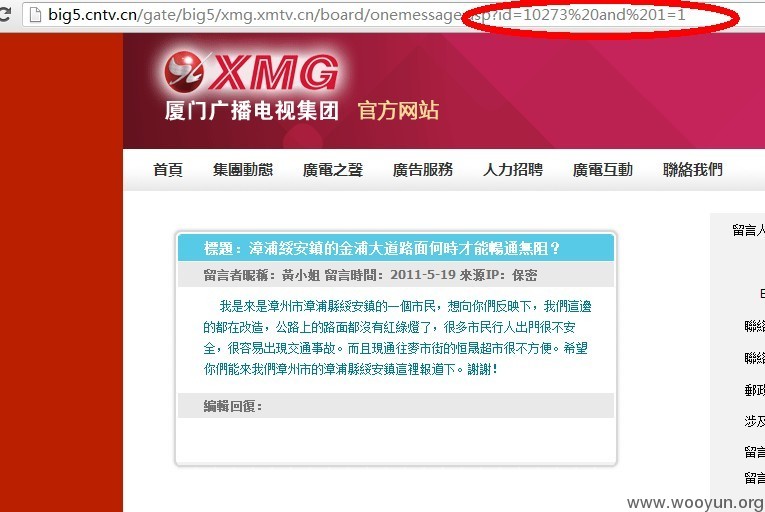 big5.cntv.cn/gate/big5/xmg.xmtv.cn/board/onemessage.asp?id=10273%20and%201=1
XMG
厦门广播电视集团 官方网站
首頁 集團動態 廣電之聲 廣告服務 人力招聘 廣電互動 聯絡我們
標題：漳浦綏安鎮的金浦大道路面何時才能暢通無阻？
留言者昵稱：黃小姐 留言時間：2011-5-19 來源IP：保密
我是來是漳州市漳浦縣綏安鎮的一個市民，想向你們反映下，我們這邊
的都在改造，公路上的路面都沒有紅綠燈了，很多市民行人出門很不安
全，很容易出現交通事故。而且現通往麥市街的恒晟超市很不方便。希望
你們能來我們漳州市的漳浦縣綏安鎮這裡報道下。謝謝！
編輯回復：
留言人
E
聯絡
聯絡
郵政
涉及
留言
留言
www.wooyun.org